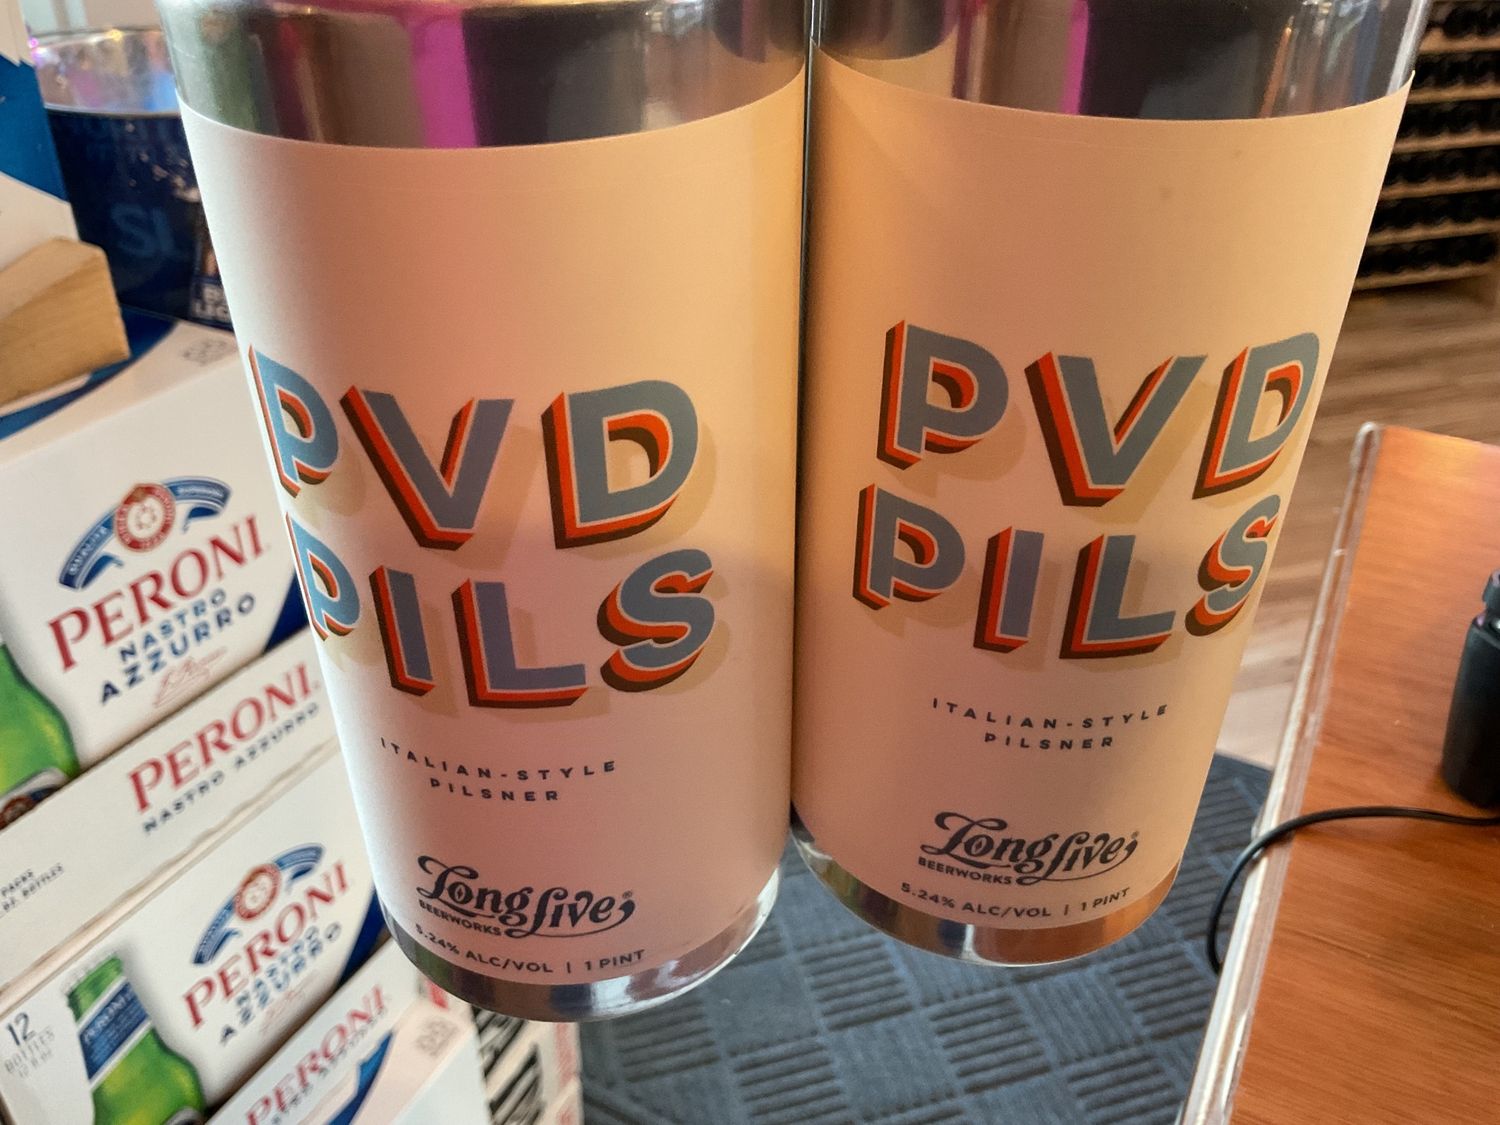 PVD
PILS
ITALIAN-STYLE
PILSNER
Long Live®
BEERWORKS
5.24% ALC/VOL | 1 PINT
PVD
PILS
ITALIAN-STYLE
PILSNER
Long Live®
BEERWORKS
5.24% ALC/VOL | 1 PINT
PERONI
NASTRO
AZZURRO
PERONI
NASTRO AZZURRO
PERONI
NASTRO
AZZURRO
12
BOTTLES
PERONI